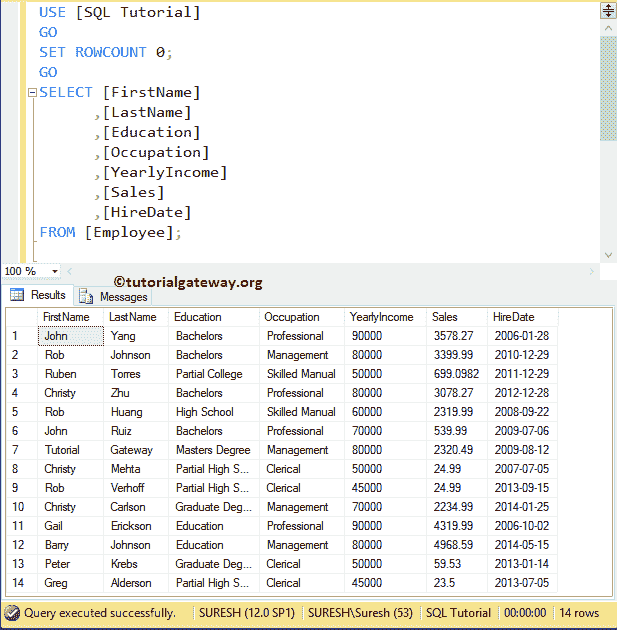 USE [SQL Tutorial]
GO
SET ROWCOUNT 0;
GO
SELECT [FirstName]
,[LastName]
,[Education]
,[Occupation]
,[YearlyIncome]
,[Sales]
,[HireDate]
FROM [Employee];
100 %
©tutorialgateway.org
Results Messages
FirstName LastName Education Occupation YearlyIncome Sales HireDate
1 John Yang Bachelors Professional 90000 3578.27 2006-01-28
2 Rob Johnson Bachelors Management 80000 3399.99 2010-12-29
3 Ruben Torres Partial College Skilled Manual 50000 699.0982 2011-12-29
4 Christy Zhu Bachelors Professional 80000 3078.27 2012-12-28
5 Rob Huang High School Skilled Manual 60000 2319.99 2008-09-22
6 John Ruiz Bachelors Professional 70000 539.99 2009-07-06
7 Tutorial Gateway Masters Degree Management 80000 2320.49 2009-08-12
8 Christy Mehta Partial High S... Clerical 50000 24.99 2007-07-05
9 Rob Verhoff Partial High S... Clerical 45000 24.99 2013-09-15
10 Christy Carlson Graduate Deg... Management 70000 2234.99 2014-01-25
11 Gail Erickson Education Professional 90000 4319.99 2006-10-02
12 Barry Johnson Education Management 80000 4968.59 2014-05-15
13 Peter Krebs Graduate Deg... Clerical 50000 59.53 2013-01-14
14 Greg Alderson Partial High S... Clerical 45000 23.5 2013-07-05
Query executed successfully. SURESH (12.0 SP1) SURESH\Suresh (53) SQL Tutorial 00:00:00 14 rows